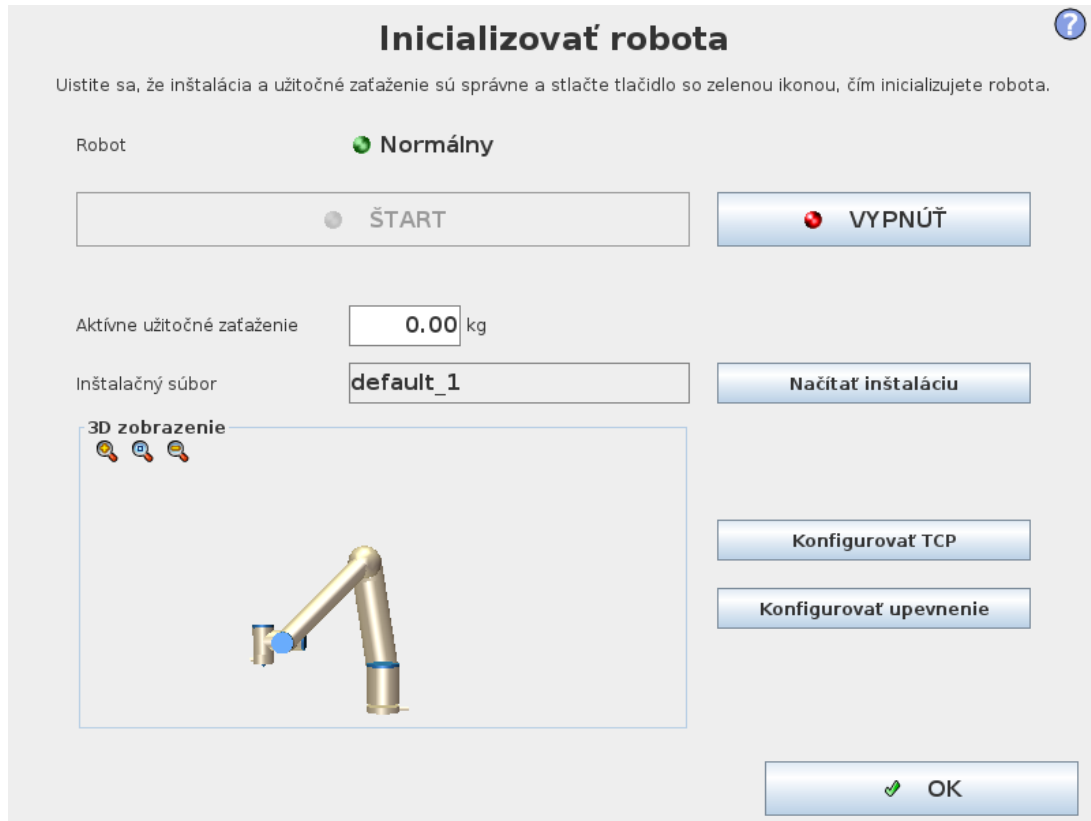 Inicializovať robota
?
Uistite sa, že inštalácia a užitočné zaťaženie sú správne a stlačte tlačidlo so zelenou ikonou, čím inicializujete robota.
Robot Normálny
ŠTART VYPNÚŤ
Aktívne užitočné zaťaženie 0.00 kg
Inštalačný súbor default_1 Načítať inštaláciu
3D zobrazenie
Konfigurovať TCP
Konfigurovať upevnenie
OK